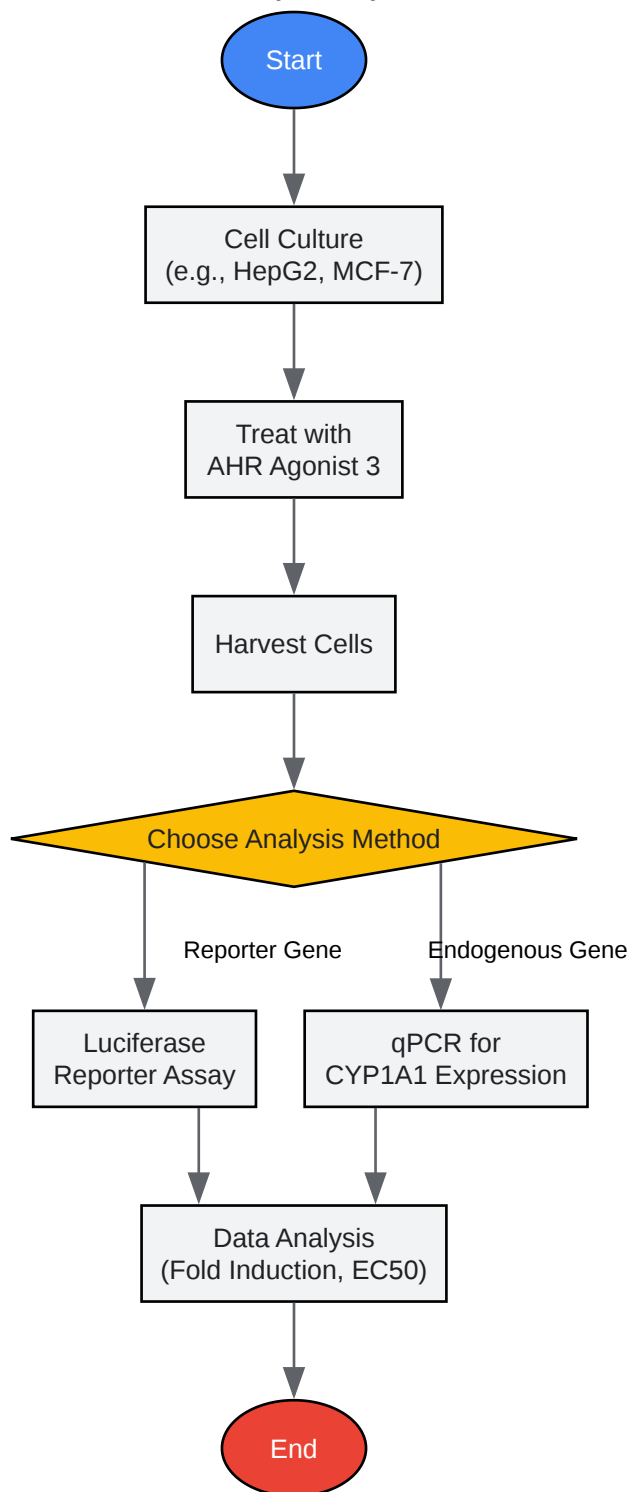 Start
Cell Culture
(e.g., HepG2, MCF-7)
Treat with
AHR Agonist 3
Harvest Cells
Choose Analysis Method
Reporter Gene
Endogenous Gene
Luciferase
Reporter Assay
qPCR for
CYP1A1 Expression
Data Analysis
(Fold Induction, EC50)
End